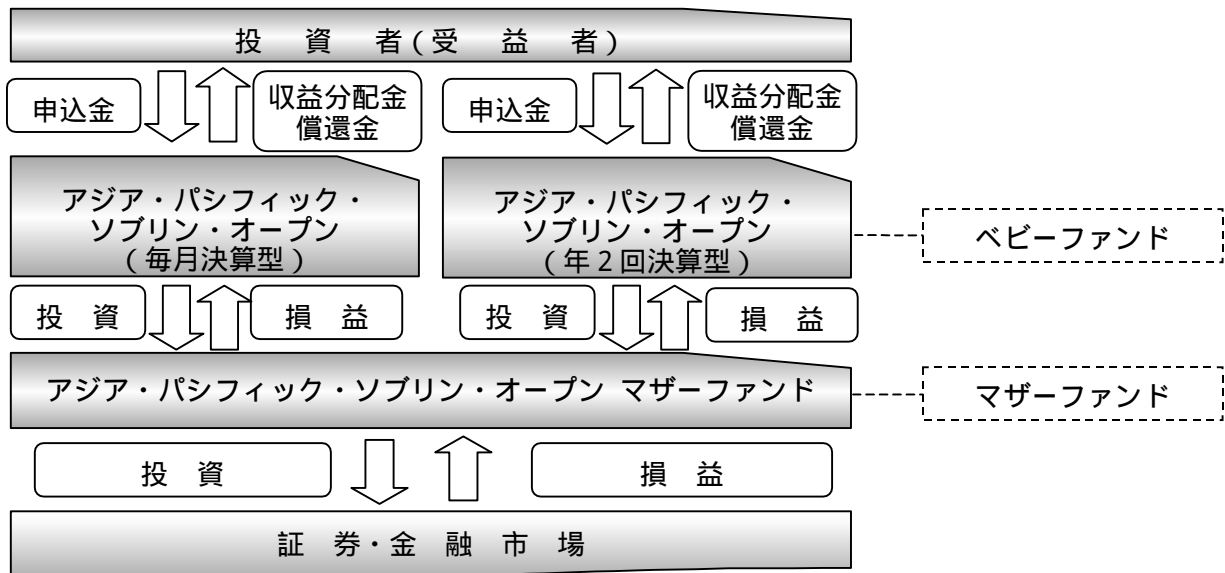 投 資 者(受 益 者)
申込金
収益分配金
償還金
申込金
収益分配金
償還金
アジア・パシフィック・
ソブリン・オープン
(毎月決算型)
アジア・パシフィック・
ソブリン・オープン
(年2回決算型)
ベビーファンド
投 資
損 益
投 資
損 益
アジア・パシフィック・ソブリン・オープン マザーファンド
マザーファンド
投 資
損 益
証 券・金 融 市 場